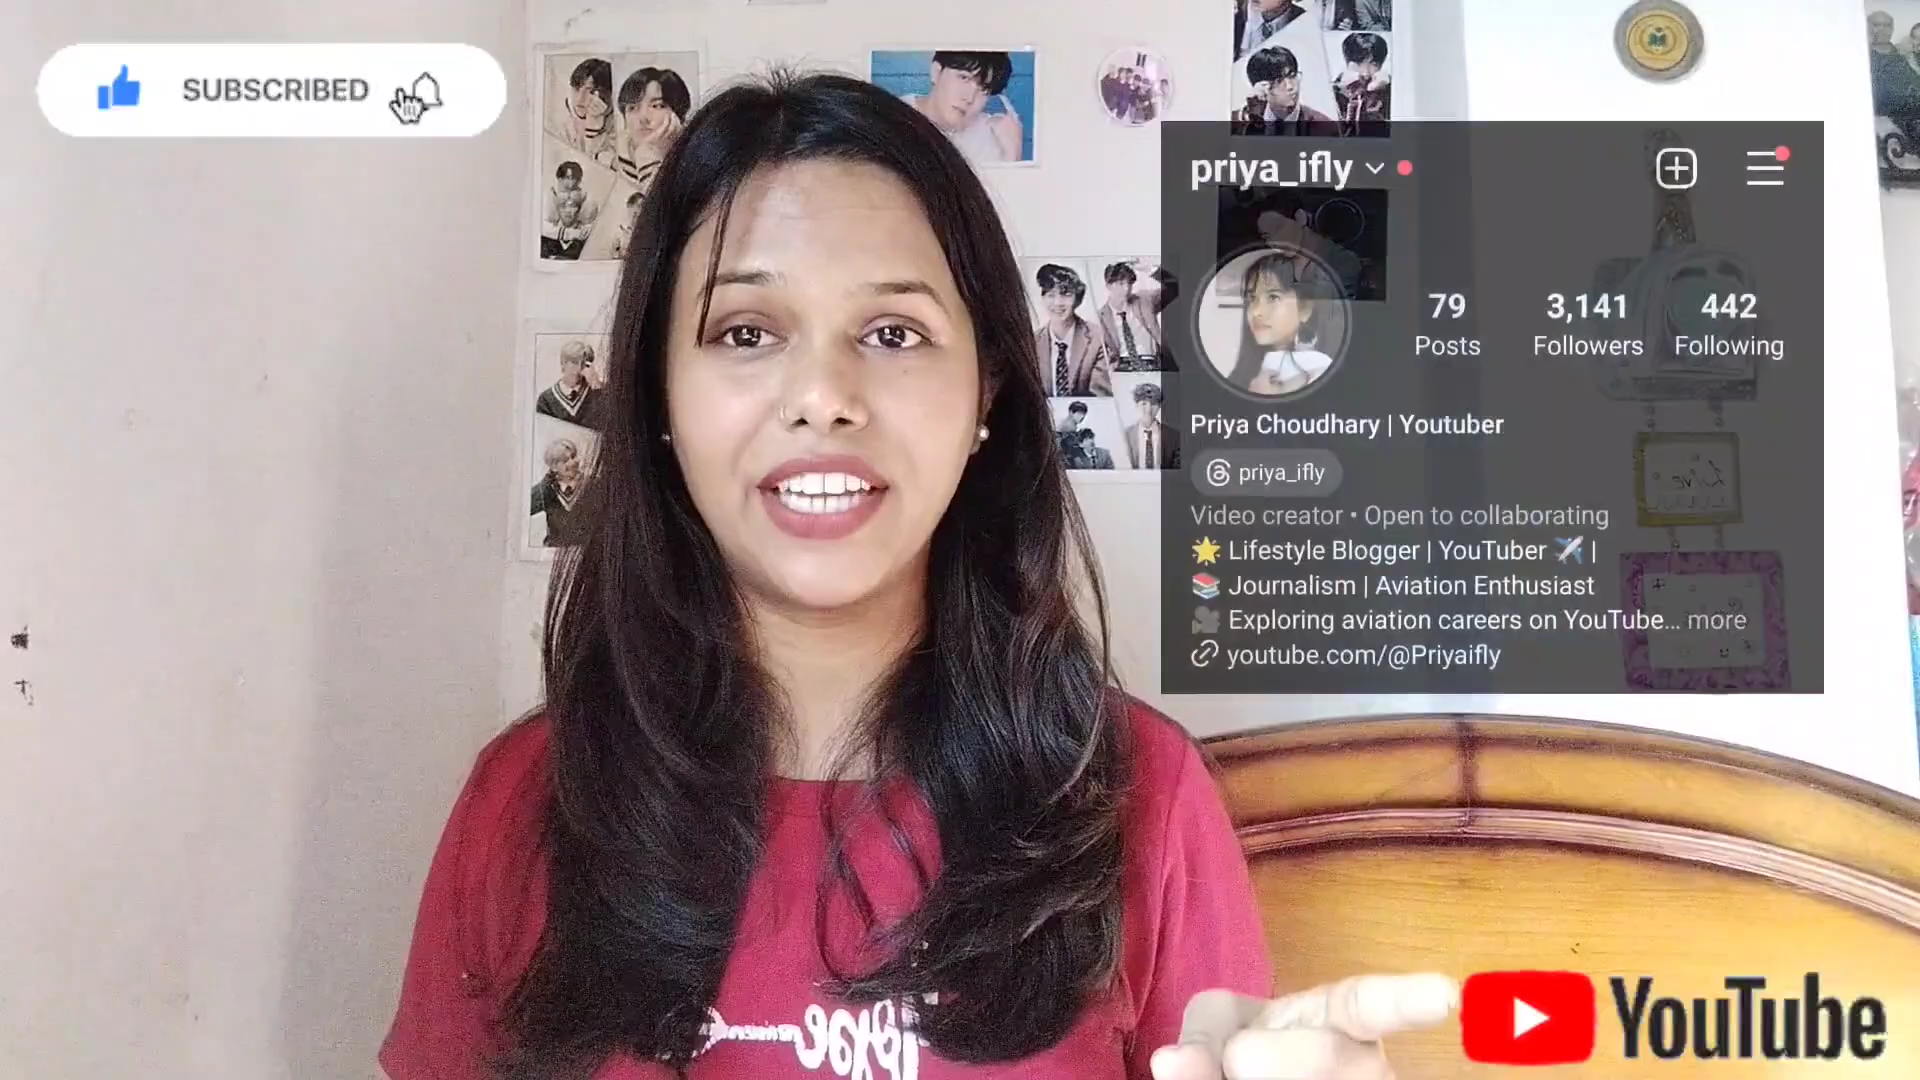 SUBSCRIBED
priya_ifly
79
Posts
3,141
Followers
442
Following
Priya Choudhary | Youtuber
priya_ifly
Video creator • Open to collaborating
🌟 Lifestyle Blogger | YouTuber ✈️ |
📚 Journalism | Aviation Enthusiast
🎥 Exploring aviation careers on YouTube... more
youtube.com/@Priyaifly
YouTube